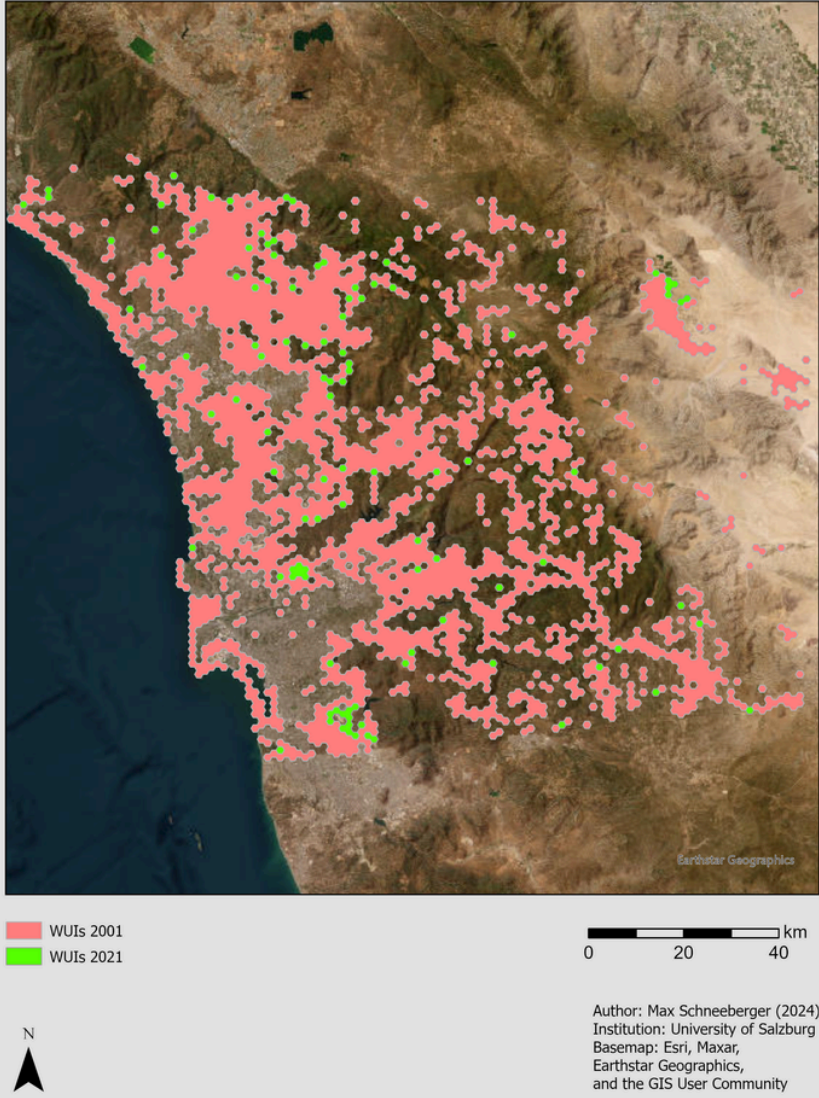 Earthstar Geographics
WUIs 2001
WUIs 2021
km
0 20 40
N
Author: Max Schneeberger (2024)
Institution: University of Salzburg
Basemap: Esri, Maxar,
Earthstar Geographics,
and the GIS User Community